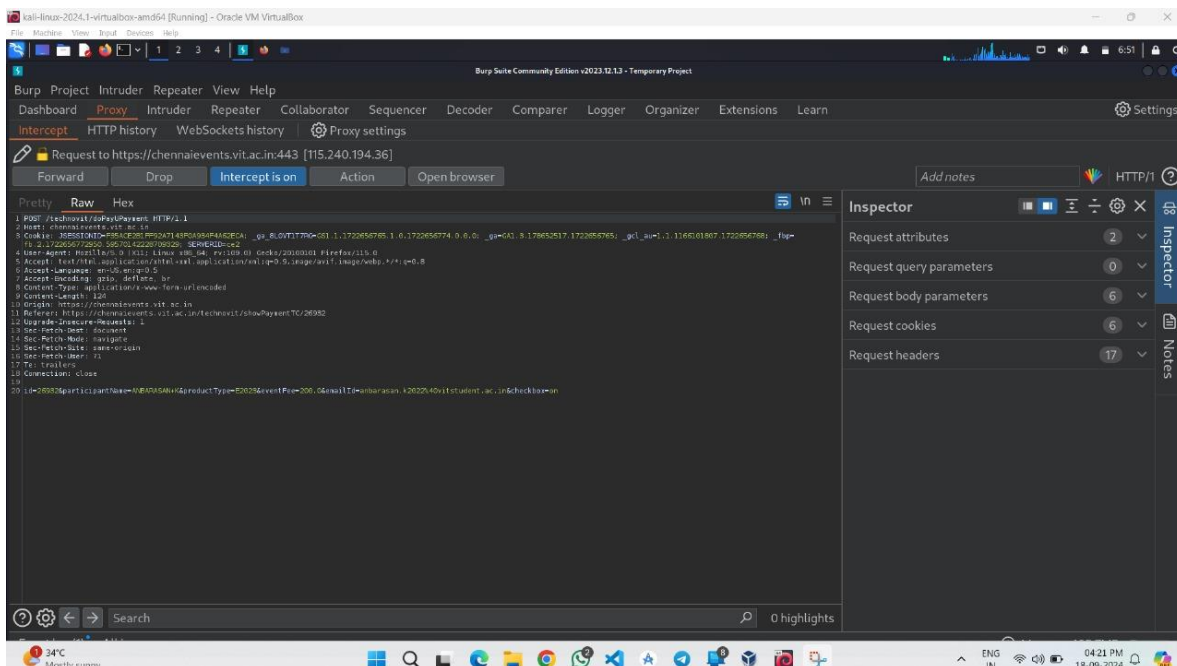 kali-linux-2024.1-virtualbox-amd64 [Running] - Oracle VM VirtualBox
File Machine View Input Devices Help
1 2 3 4
6:51
Burp Suite Community Edition v2023.12.1.3 - Temporary Project
Burp Project Intruder Repeater View Help
Dashboard Proxy Intruder Repeater Collaborator Sequencer Decoder Comparer Logger Organizer Extensions Learn Settings
Intercept HTTP history WebSockets history Proxy settings
Request to https://chennaievents.vit.ac.in:443 [115.240.194.36]
Forward Drop Intercept is on Action Open browser Add notes HTTP/1
Pretty Raw Hex \n
1 POST /technovit/doPayUPayment HTTP/1.1
2 Host: chennaievents.vit.ac.in
4 User-Agent: Mozilla/5.0 (X11; Linux x86_64; rv:109.0) Gecko/20100101 Firefox/115.0
5 Accept: text/html,application/xhtml+xml,application/xml;q=0.9,image/avif,image/webp,*/*;q=0.8
6 Accept-Language: en-US,en;q=0.5
7 Accept-Encoding: gzip, deflate, br
8 Content-Type: application/x-www-form-urlencoded
9 Content-Length: 124
10 Origin: https://chennaievents.vit.ac.in
11 Referer: https://chennaievents.vit.ac.in/technovit/showPaymentTC/26982
12 Upgrade-Insecure-Requests: 1
13 Sec-Fetch-Dest: document
14 Sec-Fetch-Mode: navigate
15 Sec-Fetch-Site: same-origin
16 Sec-Fetch-User: ?1
17 Te: trailers
18 Connection: close
19
20 id=26982&participantName=ANBARASAN+K&productType=E2029&eventFee=200.0&emailId=anbarasan.k2022%40vitstudent.ac.in&checkbox=on
Inspector
Request attributes 2
Request query parameters 0
Request body parameters 6
Request cookies 6
Request headers 17
Inspector
Notes
Search 0 highlights
34°C
Mostly sunny
ENG
IN
04:21 PM
18-09-2024